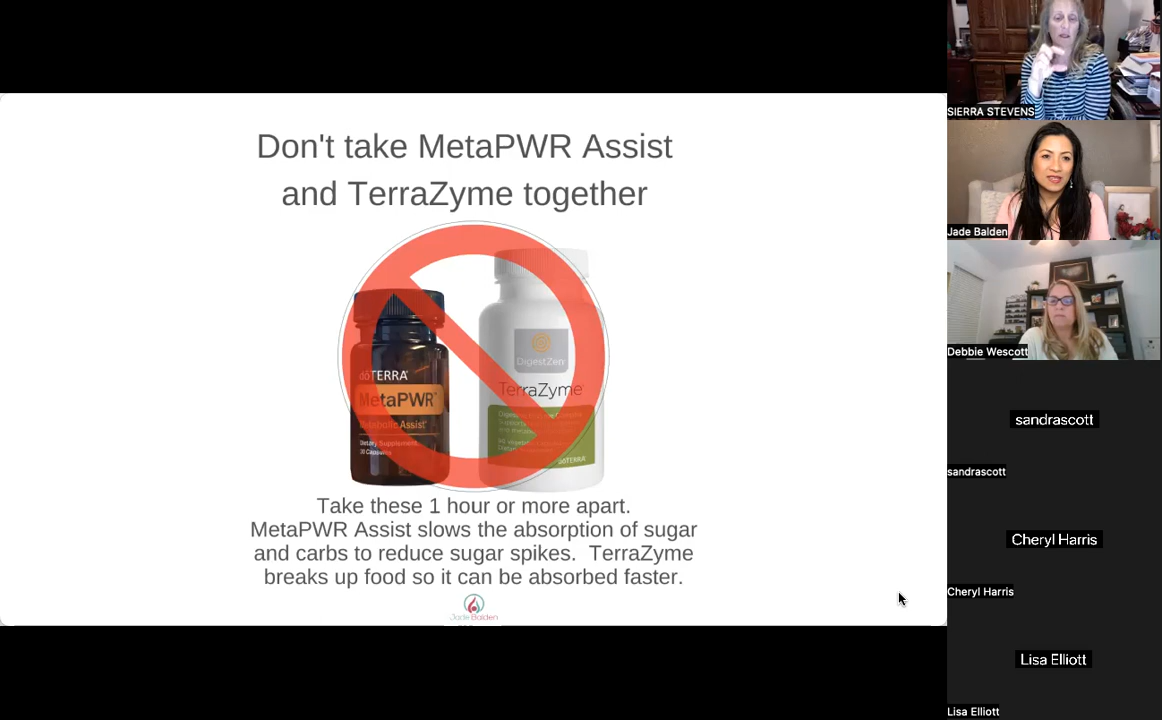 Don't take MetaPWR Assist
and TerraZyme together
dōTERRA
MetaPWR
Metabolic Assist
Dietary Supplement
30 Capsules
DigestZen
TerraZyme
dōTERRA
Take these 1 hour or more apart.
MetaPWR Assist slows the absorption of sugar
and carbs to reduce sugar spikes. TerraZyme
breaks up food so it can be absorbed faster.
Jade Balden
SIERRA STEVENS
Jade Balden
Debbie Wescott
sandrascott
sandrascott
Cheryl Harris
Cheryl Harris
Lisa Elliott
Lisa Elliott